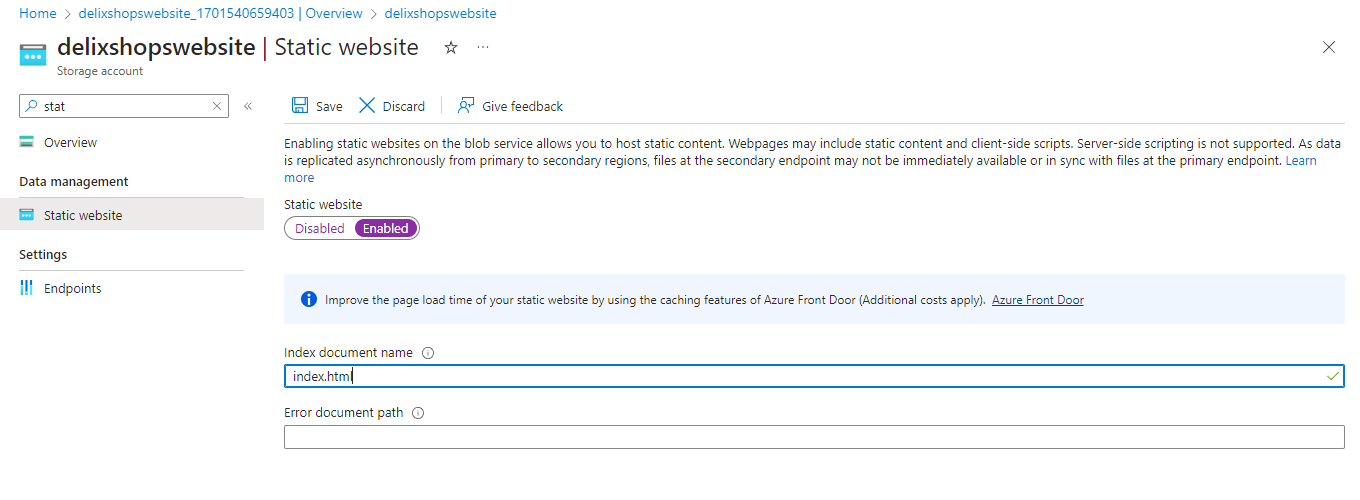 Home > delixshopswebsite_1701540659403 | Overview > delixshopswebsite
delixshopswebsite | Static website
Storage account
stat
Save Discard Give feedback
Overview
Data management
Static website
Settings
Endpoints
Enabling static websites on the blob service allows you to host static content. Webpages may include static content and client-side scripts. Server-side scripting is not supported. As data
is replicated asynchronously from primary to secondary regions, files at the secondary endpoint may not be immediately available or in sync with files at the primary endpoint. Learn
more
Static website
Disabled Enabled
Improve the page load time of your static website by using the caching features of Azure Front Door (Additional costs apply). Azure Front Door
Index document name
index.html
Error document path